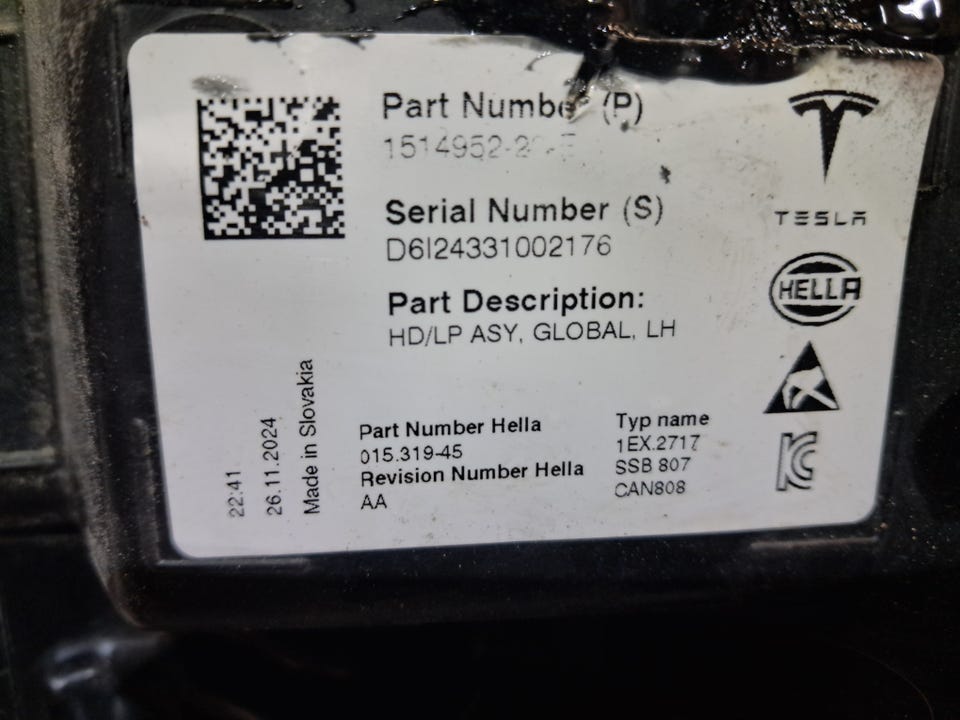 Part Number (P)
Serial Number (S)
D6I24331002176
Part Description:
HD/LP ASY, GLOBAL, LH
Part Number Hella
015.319-45
Revision Number Hella
AA
Typ name
1EX.2717
SSB 807
CAN808
22:41
26.11.2024
Made in Slovakia
TESLA
HELLA